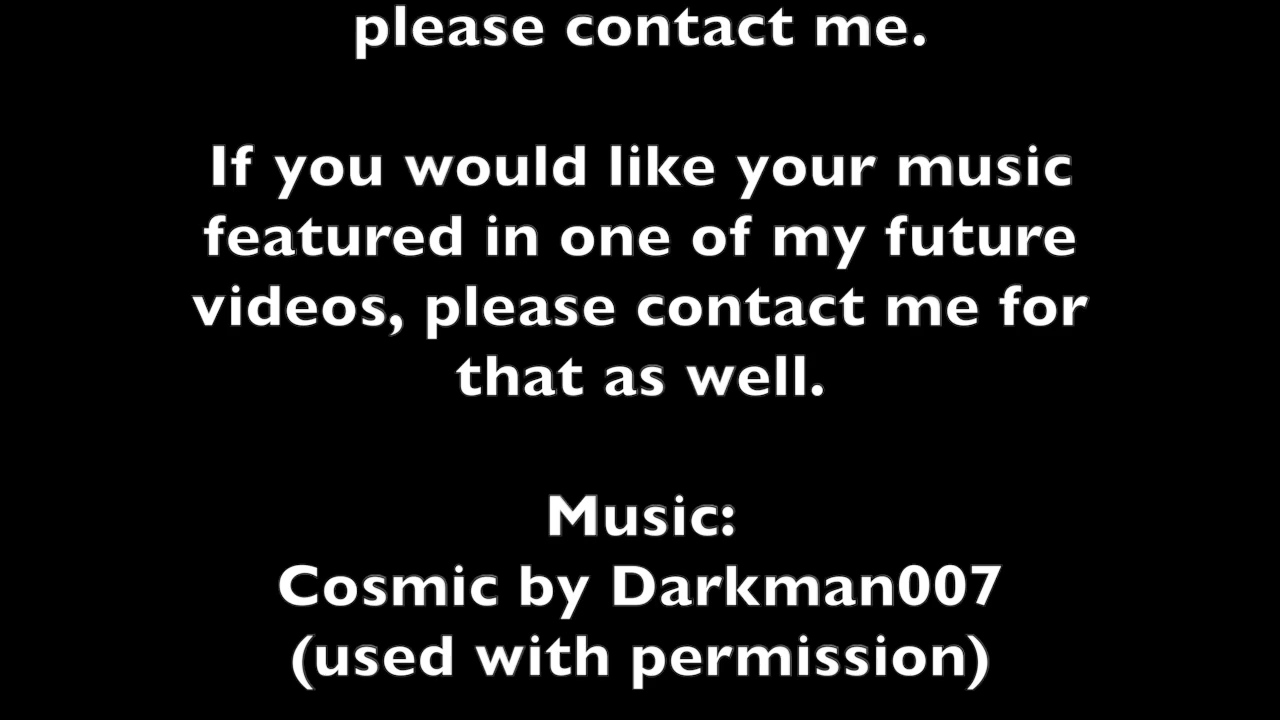 please contact me.
If you would like your music
featured in one of my future
videos, please contact me for
that as well.
Music:
Cosmic by Darkman007
(used with permission)